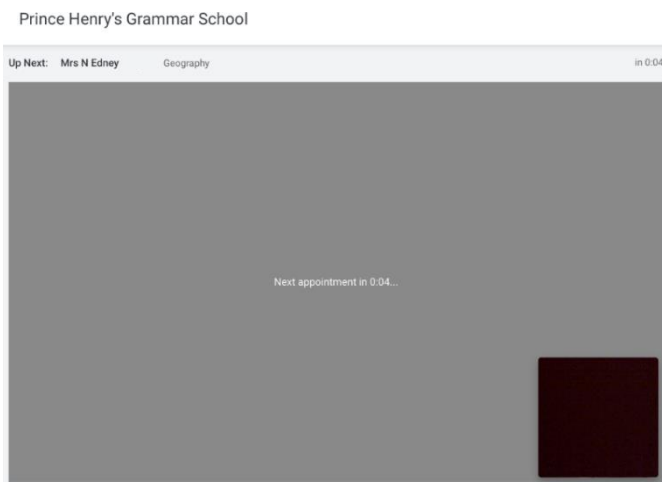 Prince Henry's Grammar School
Up Next: Mrs N Edney Geography in 0:04
Next appointment in 0:04...